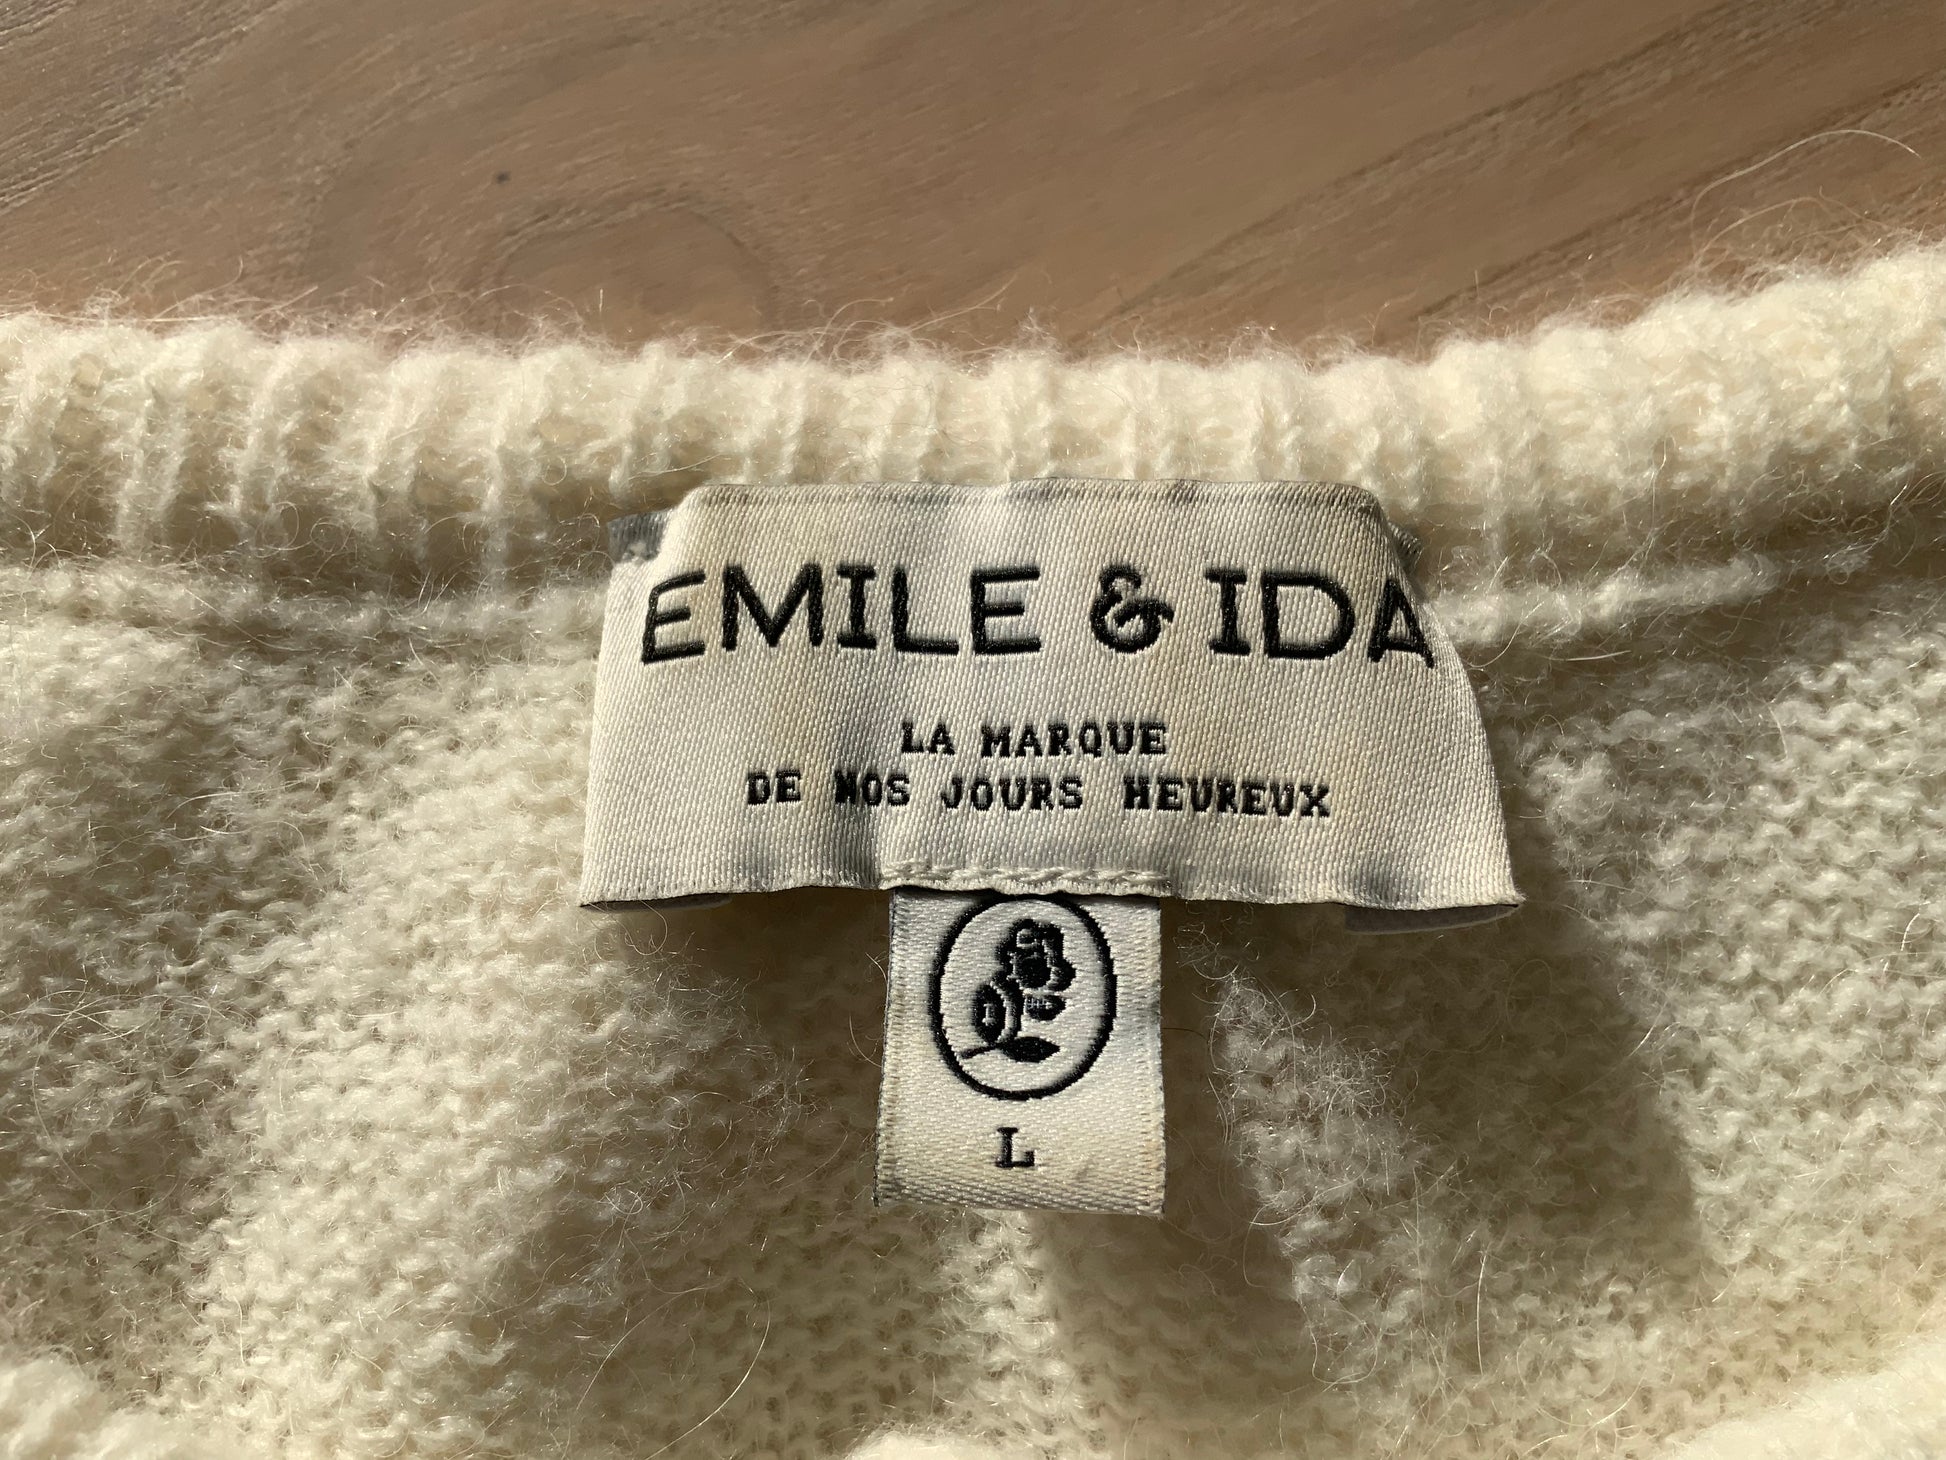 EMILE & IDA
LA MARQUE
DE NOS JOURS HEUREUX
L